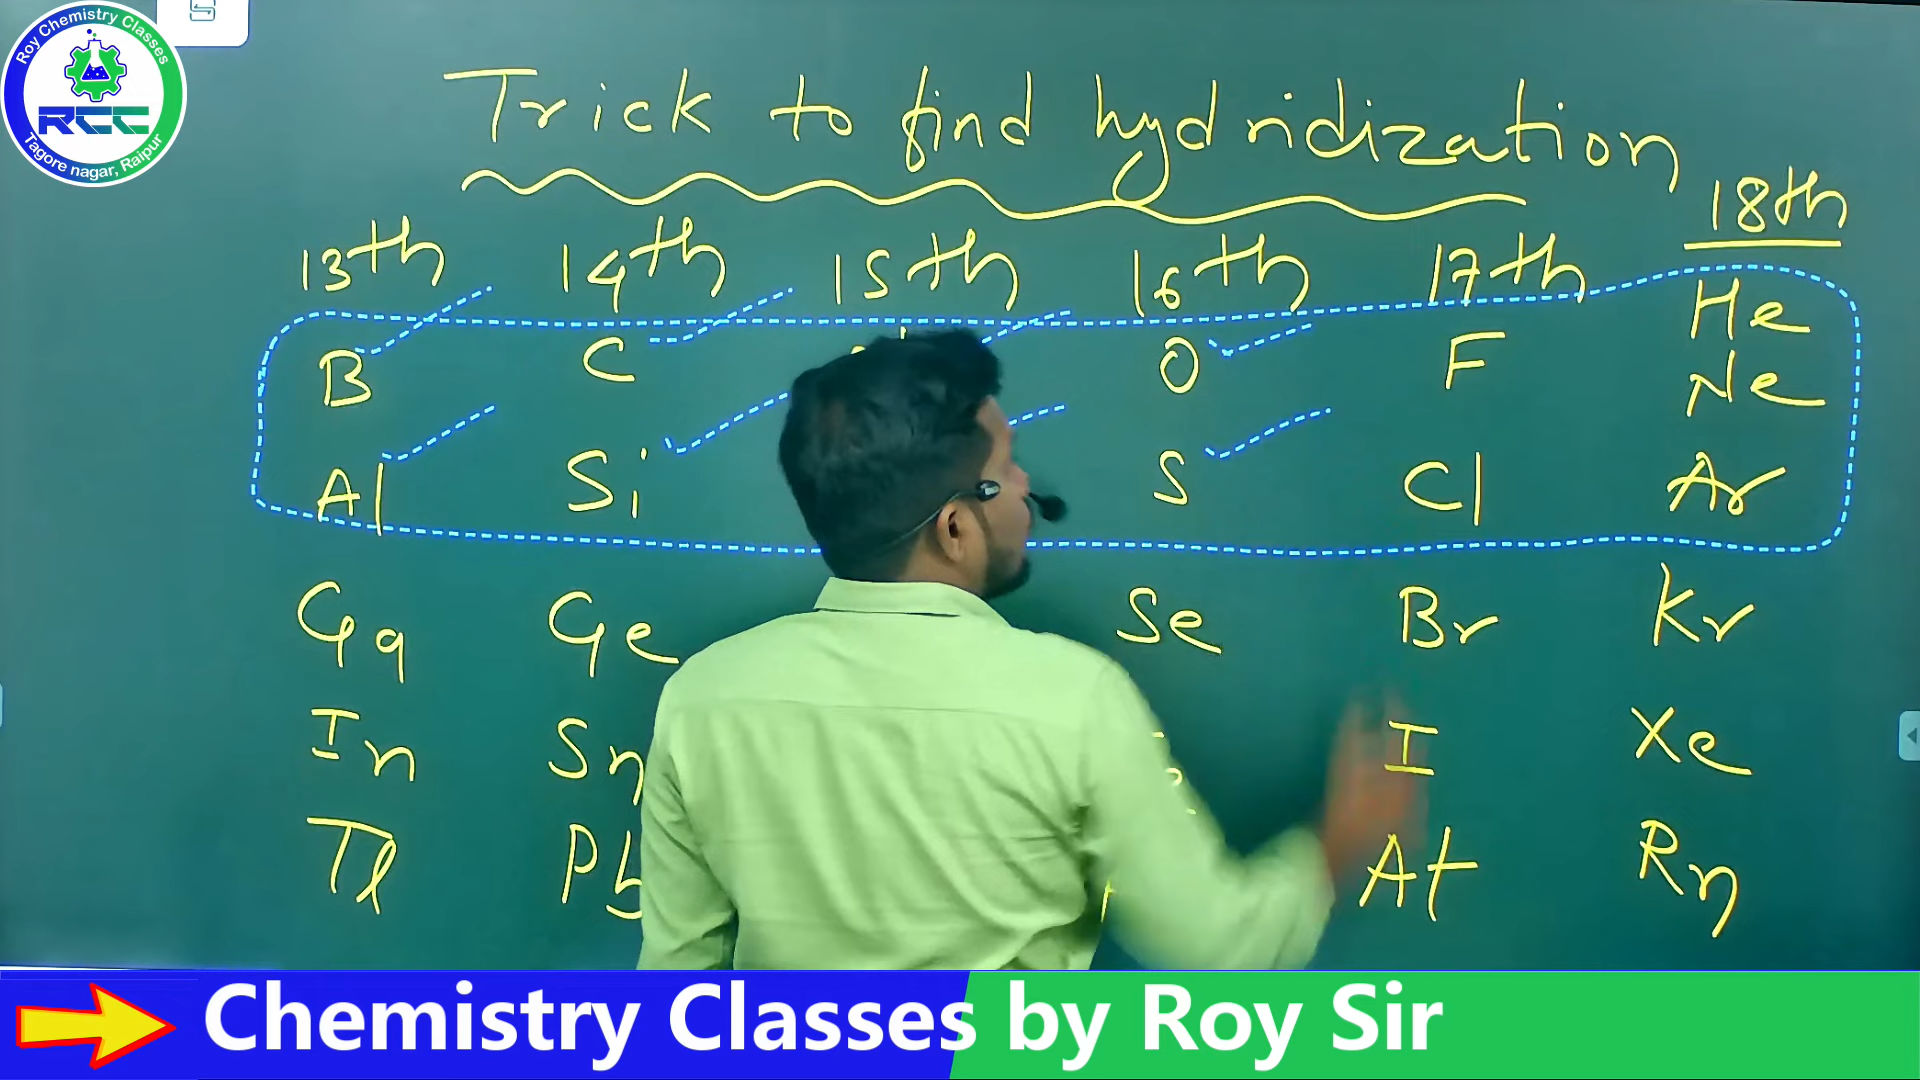 Roy Chemistry Classes
RCC
Tagore nagar, Raipur
Trick to find hydridization
13th 14th 15th 16th 17th 18th
B C O F He
Ne
Al Si S Cl Ar
Ga Ge Se Br Kr
In Sn I Xe
Tl Pb At Rn
Chemistry Classes by Roy Sir